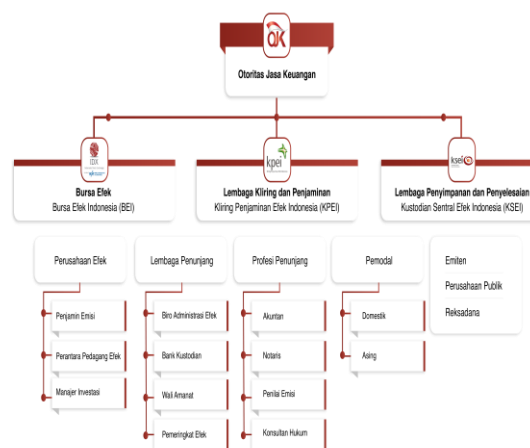 OJK
Otoritas Jasa Keuangan
IDX
kpei
ksei
Bursa Efek
Bursa Efek Indonesia (BEI)
Lembaga Kliring dan Penjaminan
Kliring Penjaminan Efek Indonesia (KPEI)
Lembaga Penyimpanan dan Penyelesaian
Kustodian Sentral Efek Indonesia (KSEI)
Perusahaan Efek
Penjamin Emisi
Perantara Pedagang Efek
Manajer Investasi
Lembaga Penunjang
Biro Administrasi Efek
Bank Kustodian
Wali Amanat
Pemeringkat Efek
Profesi Penunjang
Akuntan
Notaris
Penilai Emisi
Konsultan Hukum
Pemodal
Domestik
Asing
Emiten
Perusahaan Publik
Reksadana